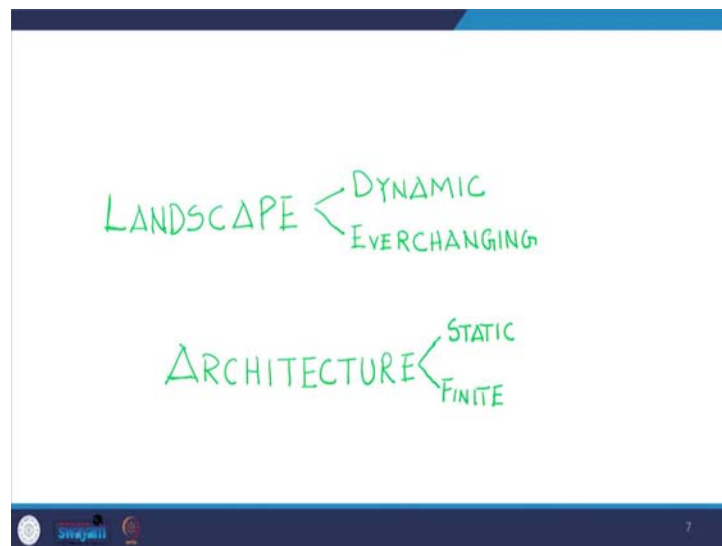 LANDSCAPE
DYNAMIC
EVERCHANGING
ARCHITECTURE
STATIC
FINITE
swayam
7